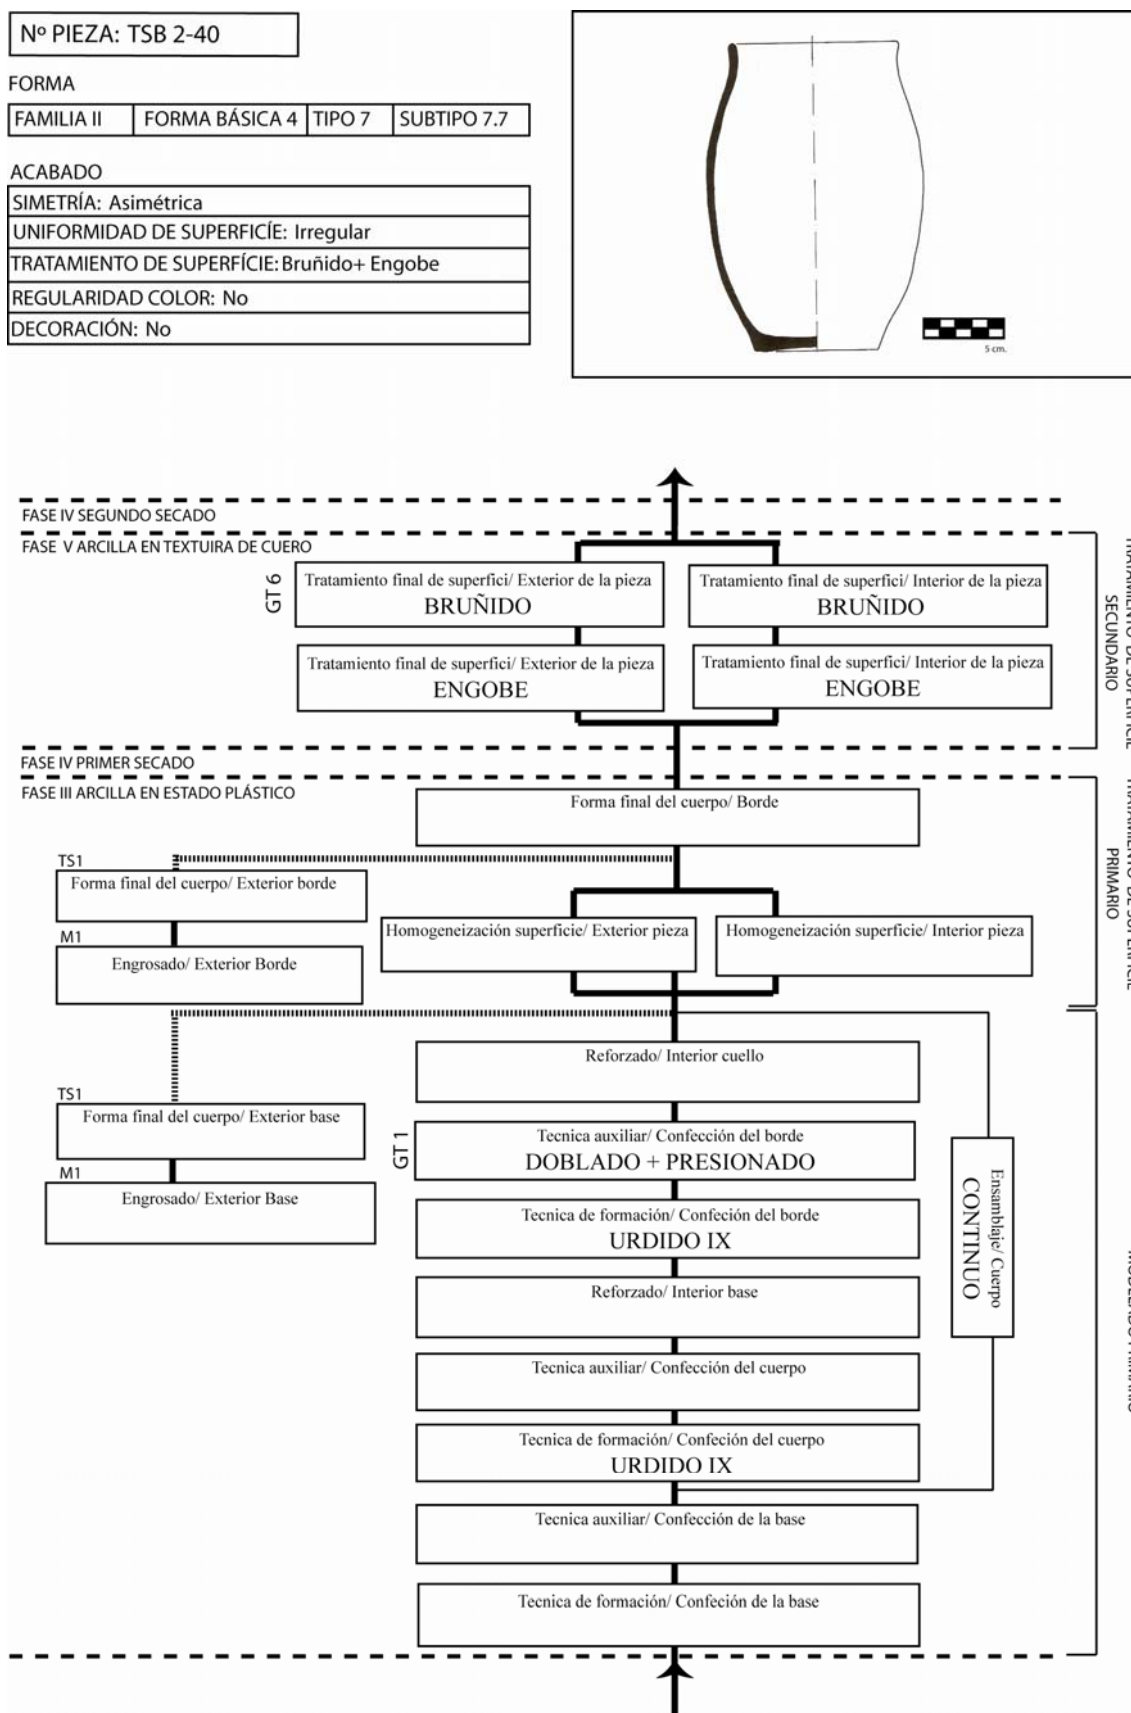 Nº PIEZA: TSB 2-40
FORMA
FAMILIA II FORMA BÁSICA 4 TIPO 7 SUBTIPO 7.7
ACABADO
SIMETRÍA: Asimétrica
UNIFORMIDAD DE SUPERFICÍE: Irregular
TRATAMIENTO DE SUPERFÍCIE: Bruñido+ Engobe
REGULARIDAD COLOR: No
DECORACIÓN: No
5 cm.
FASE IV SEGUNDO SECADO
FASE V ARCILLA EN TEXTUIRA DE CUERO
GT 6
Tratamiento final de superfici/ Exterior de la pieza
BRUÑIDO
Tratamiento final de superfici/ Interior de la pieza
BRUÑIDO
Tratamiento final de superfici/ Exterior de la pieza
ENGOBE
Tratamiento final de superfici/ Interior de la pieza
ENGOBE
SECUNDARIO
FASE IV PRIMER SECADO
FASE III ARCILLA EN ESTADO PLÁSTICO
Forma final del cuerpo/ Borde
TS1
Forma final del cuerpo/ Exterior borde
M1
Engrosado/ Exterior Borde
Homogeneización superficie/ Exterior pieza
Homogeneización superficie/ Interior pieza
PRIMARIO
Reforzado/ Interior cuello
TS1
Forma final del cuerpo/ Exterior base
M1
Engrosado/ Exterior Base
GT 1
Tecnica auxiliar/ Confección del borde
DOBLADO + PRESIONADO
Tecnica de formación/ Confeción del borde
URDIDO IX
Ensamblaje/ Cuerpo
CONTINUO
Reforzado/ Interior base
Tecnica auxiliar/ Confección del cuerpo
Tecnica de formación/ Confeción del cuerpo
URDIDO IX
Tecnica auxiliar/ Confección de la base
Tecnica de formación/ Confeción de la base